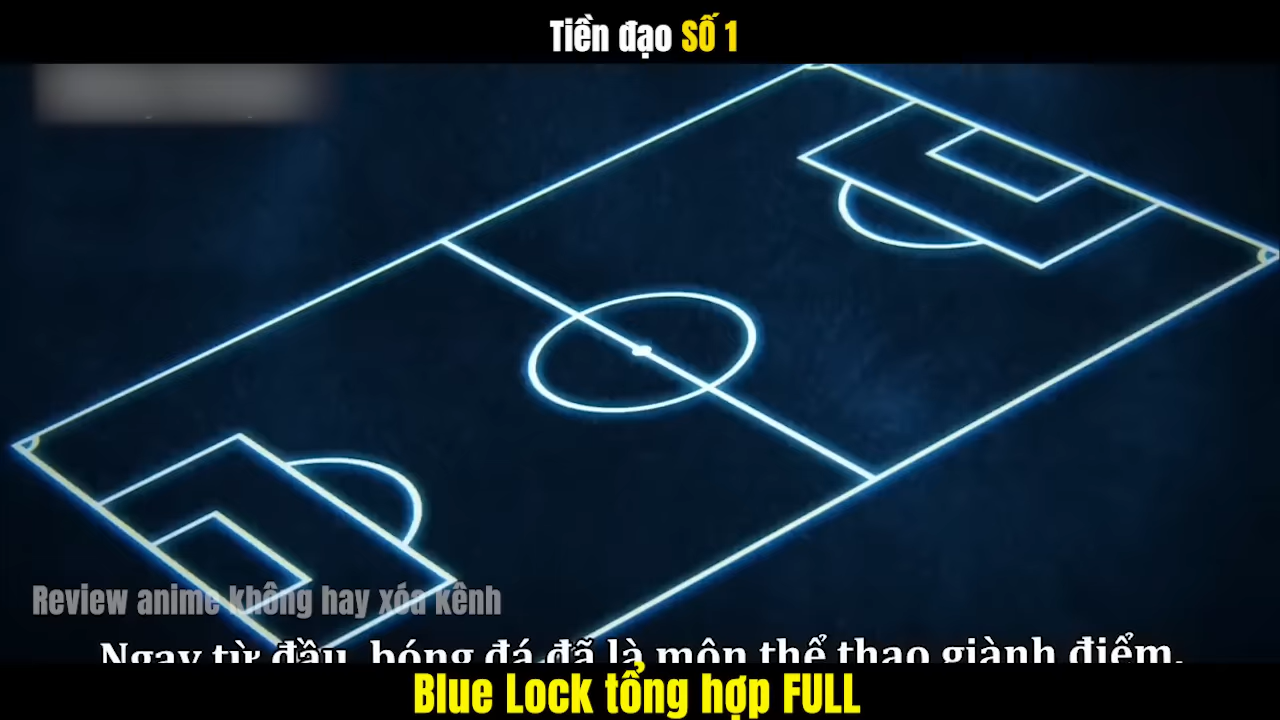 Tiền đạo SỐ 1
Review anime không hay xóa kênh
Ngay từ đầu, bóng đá đã là môn thể thao giành điểm,
Blue Lock tổng hợp FULL